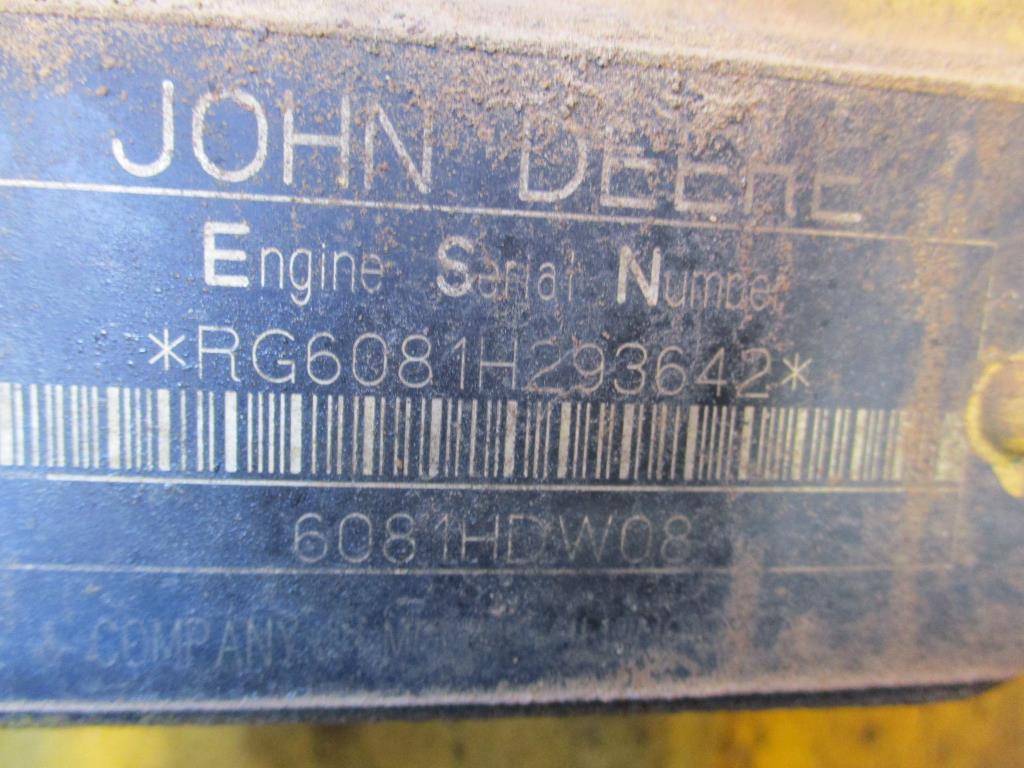 JOHN DEERE
Engine Serial Number
*RG6081H293642*
6081HDW08
& COMPANY